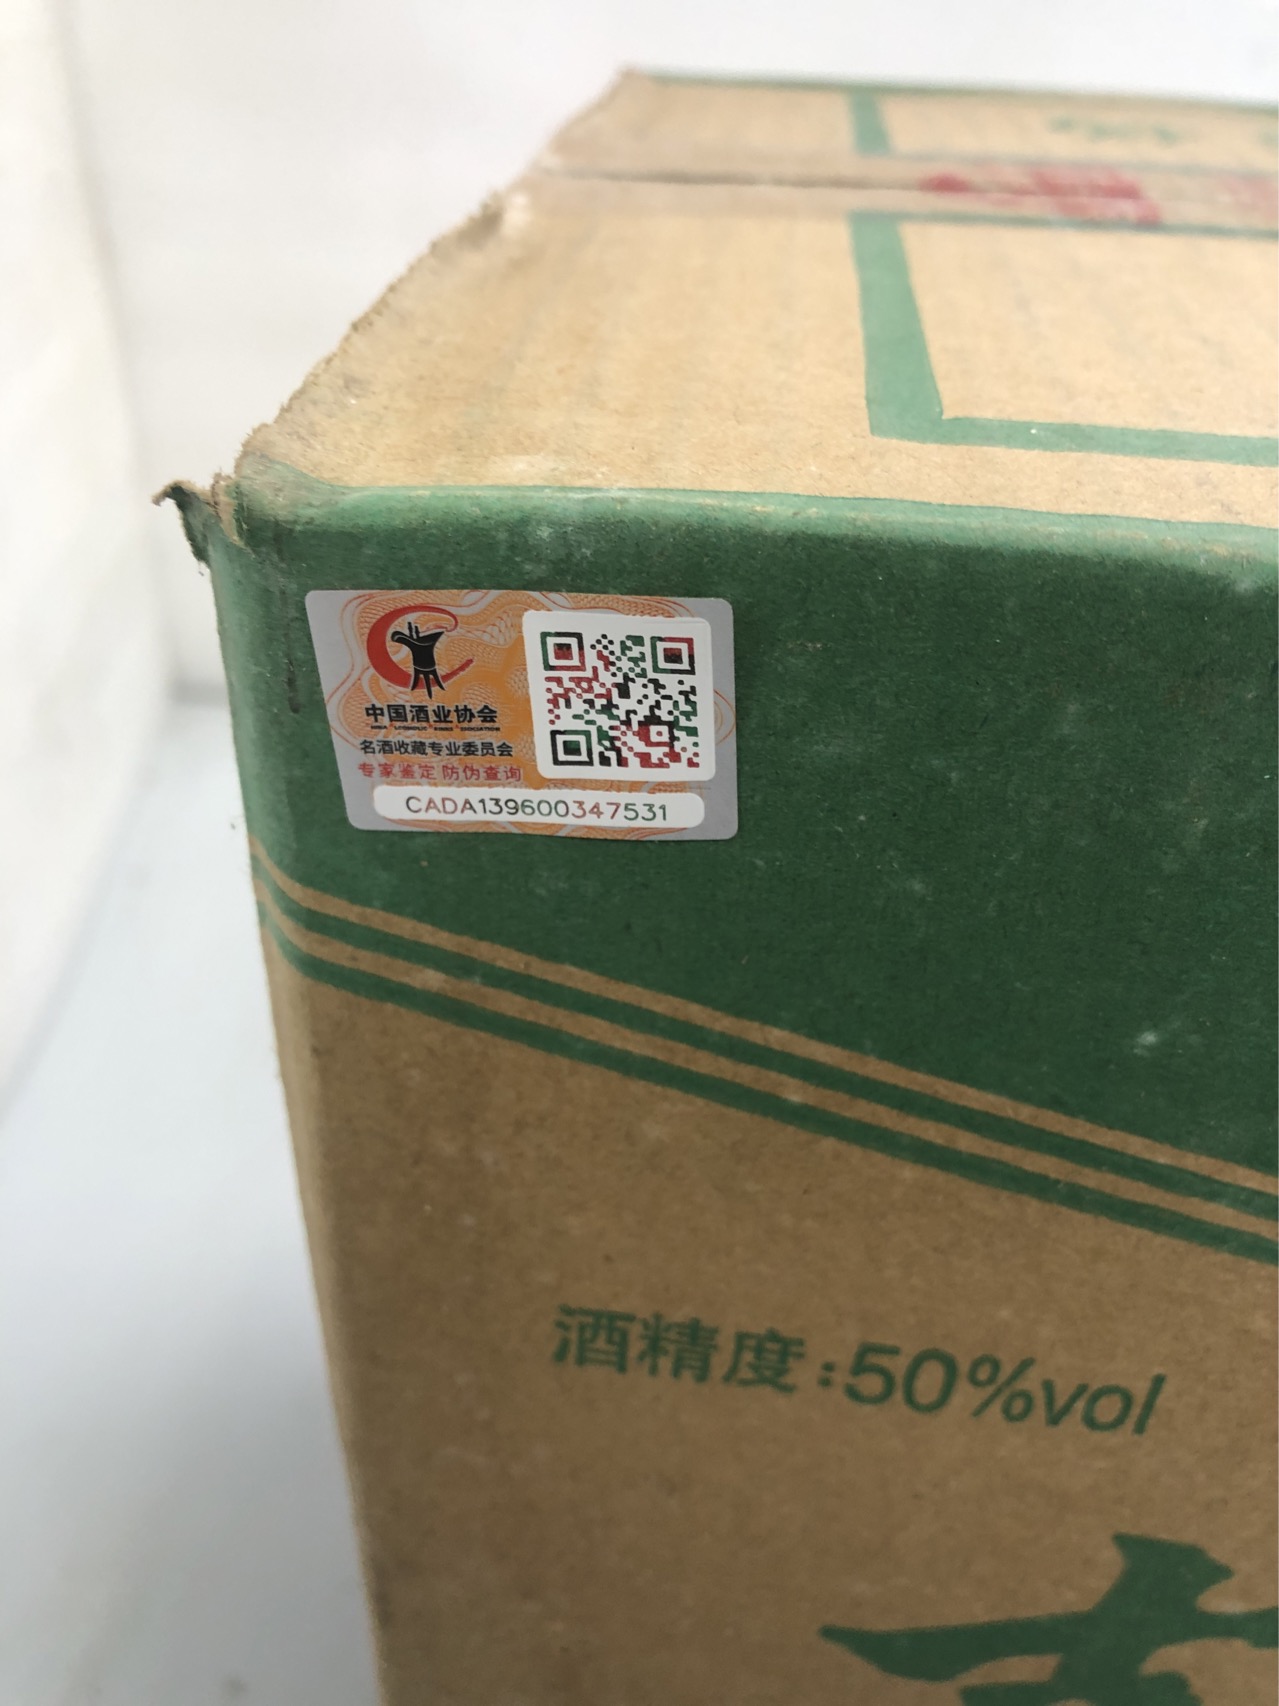 中国酒业协会
名酒收藏专业委员会
专家鉴定 防伪查询
CADA139600347531
酒精度:50%vol